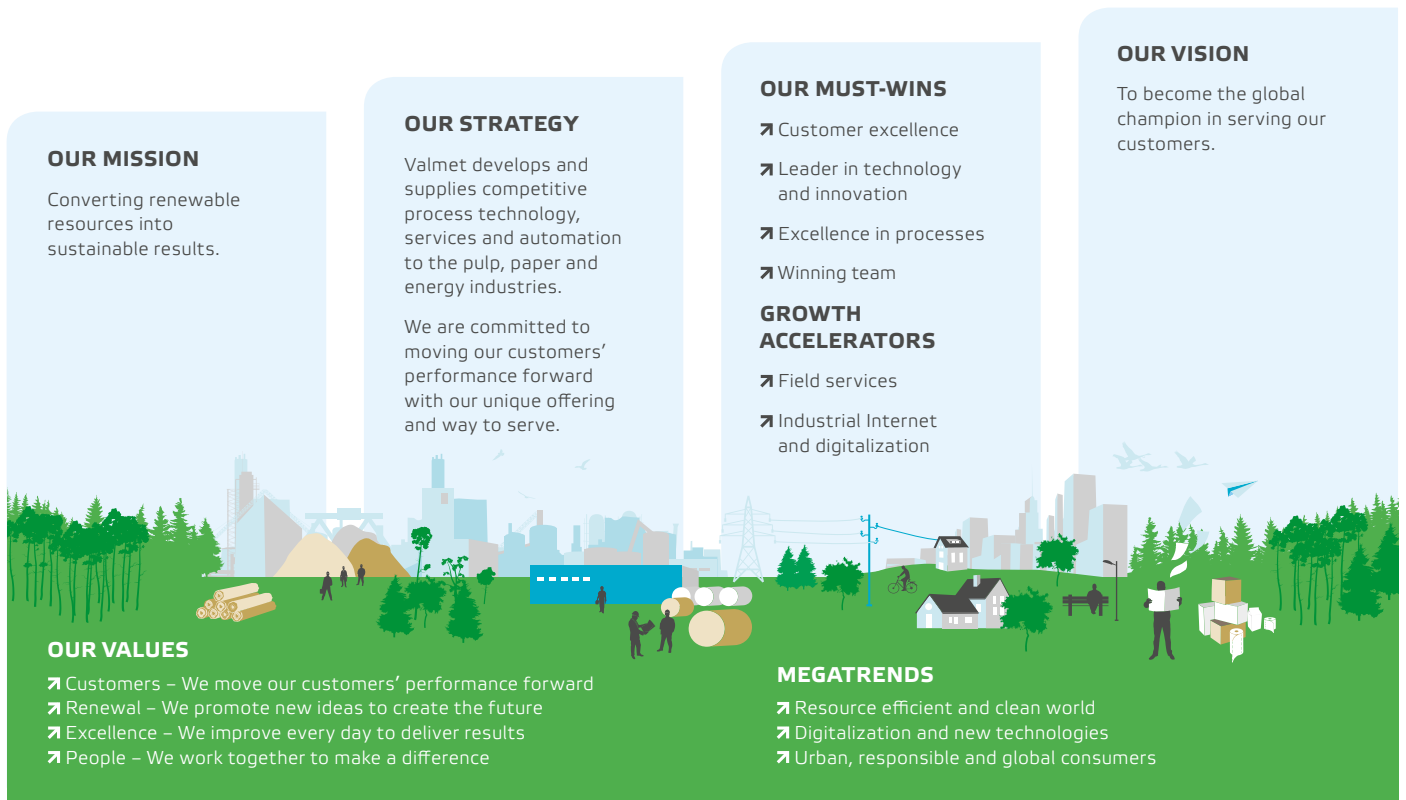 OUR MISSION
Converting renewable
resources into
sustainable results.
OUR STRATEGY
Valmet develops and
supplies competitive
process technology,
services and automation
to the pulp, paper and
energy industries.
We are committed to
moving our customers’
performance forward
with our unique offering
and way to serve.
OUR MUST-WINS
Customer excellence
Leader in technology
and innovation
Excellence in processes
Winning team
GROWTH
ACCELERATORS
Field services
Industrial Internet
and digitalization
OUR VISION
To become the global
champion in serving our
customers.
OUR VALUES
Customers – We move our customers’ performance forward
Renewal – We promote new ideas to create the future
Excellence – We improve every day to deliver results
People – We work together to make a difference
MEGATRENDS
Resource efficient and clean world
Digitalization and new technologies
Urban, responsible and global consumers